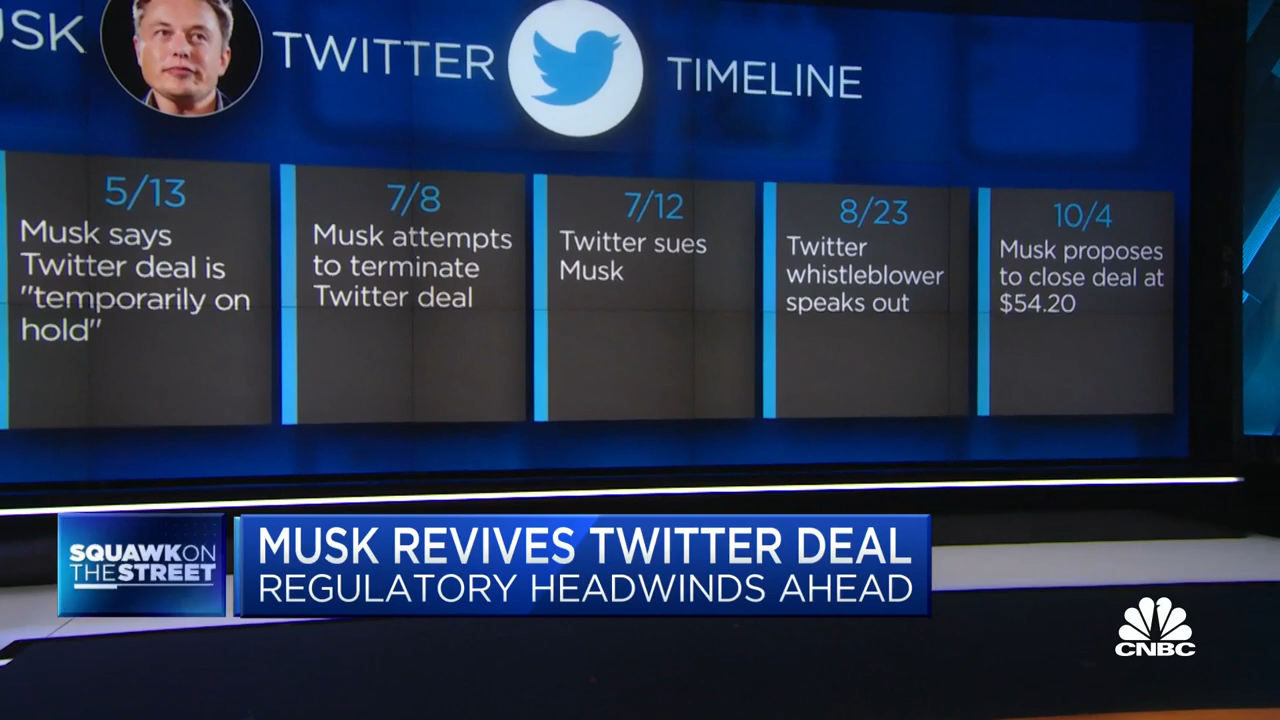 TWITTER
TIMELINE
5/13
Musk says
Twitter deal is
"temporarily on
hold"
7/8
Musk attempts
to terminate
Twitter deal
7/12
Twitter sues
Musk
8/23
Twitter
whistleblower
speaks out
10/4
Musk proposes
to close deal at
$54.20
SQUAWK ON
THE STREET
MUSK REVIVES TWITTER DEAL
REGULATORY HEADWINDS AHEAD
CNBC